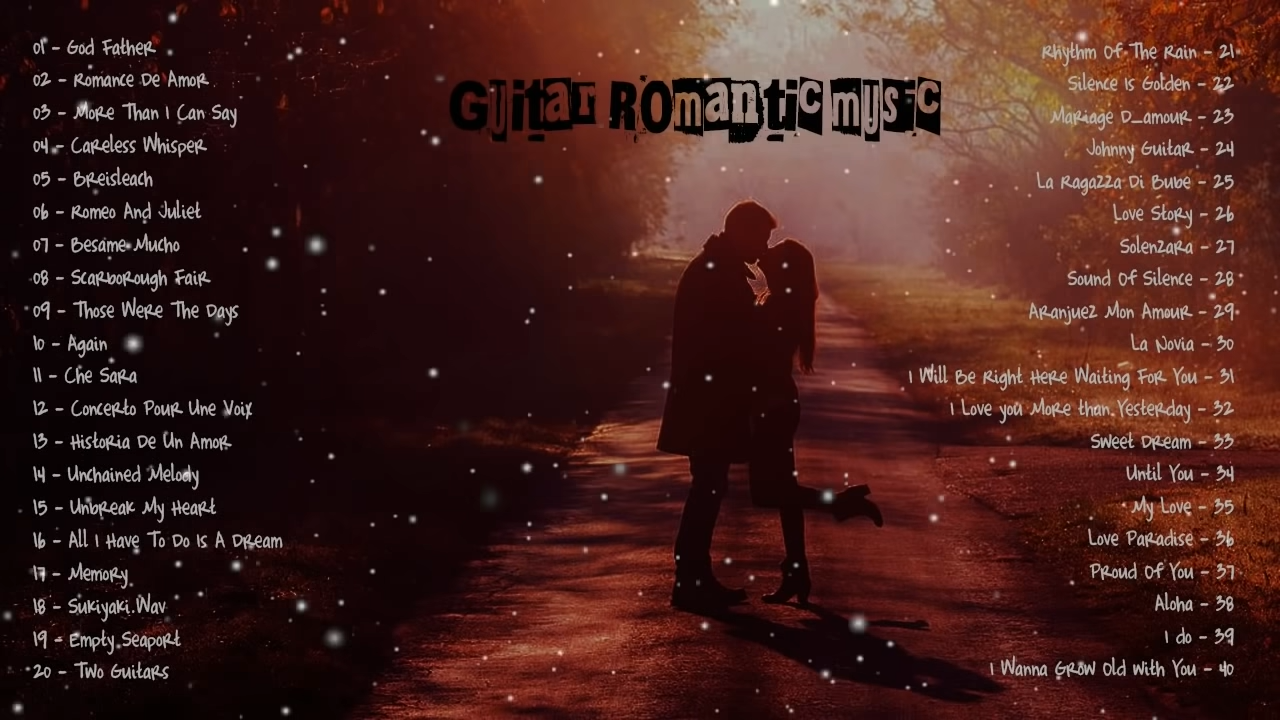 Guitar Romantic music
01 - God Father
02 - Romance De Amor
03 - More Than I Can Say
04 - Careless Whisper
05 - Breisleach
06 - Romeo And Juliet
07 - Besame Mucho
08 - Scarborough Fair
09 - Those Were The Days
10 - Again
11 - Che Sara
12 - Concerto Pour Une Voix
13 - Historia De Un Amor
14 - Unchained Melody
15 - Unbreak My Heart
16 - All I Have To Do Is A Dream
17 - Memory
18 - Sukiyaki.Wav
19 - Empty Seaport
20 - Two Guitars
Rhythm Of The Rain - 21
Silence Is Golden - 22
Mariage D_amour - 23
Johnny Guitar - 24
La Ragazza Di Bube - 25
Love Story - 26
Solenzara - 27
Sound Of Silence - 28
Aranjuez Mon Amour - 29
La Novia - 30
I Will Be Right Here Waiting For You - 31
I Love you More than Yesterday - 32
Sweet Dream - 33
Until You - 34
My Love - 35
Love Paradise - 36
Proud Of You - 37
Aloha - 38
I do - 39
I Wanna Grow Old with You - 40